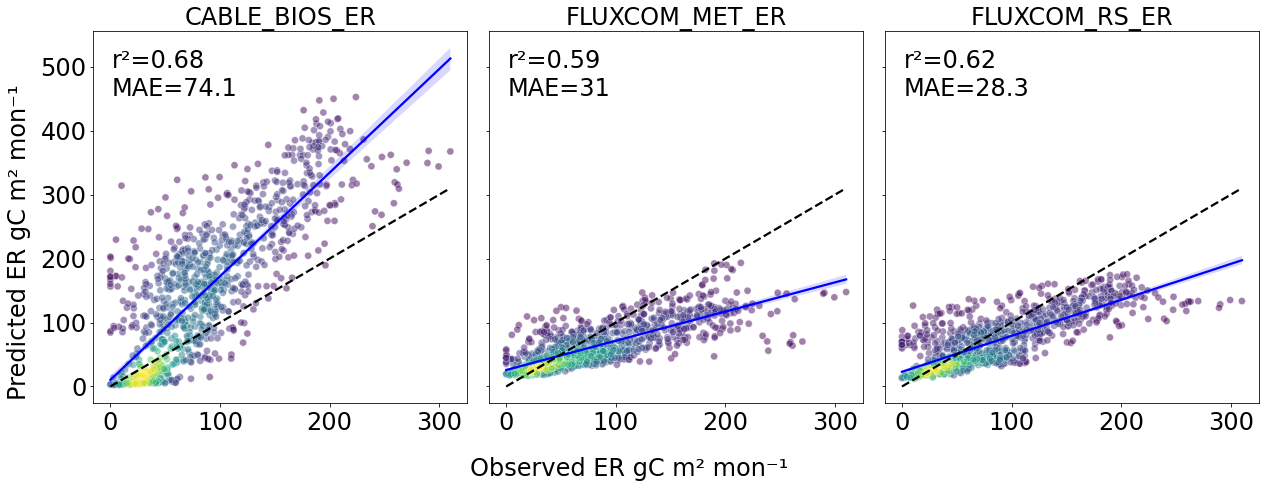 CABLE_BIOS_ER
FLUXCOM_MET_ER
FLUXCOM_RS_ER
r²=0.68
MAE=74.1
r²=0.59
MAE=31
r²=0.62
MAE=28.3
Predicted ER gC m² mon⁻¹
500
400
300
200
100
0
0 100 200 300
0 100 200 300
0 100 200 300
Observed ER gC m² mon⁻¹